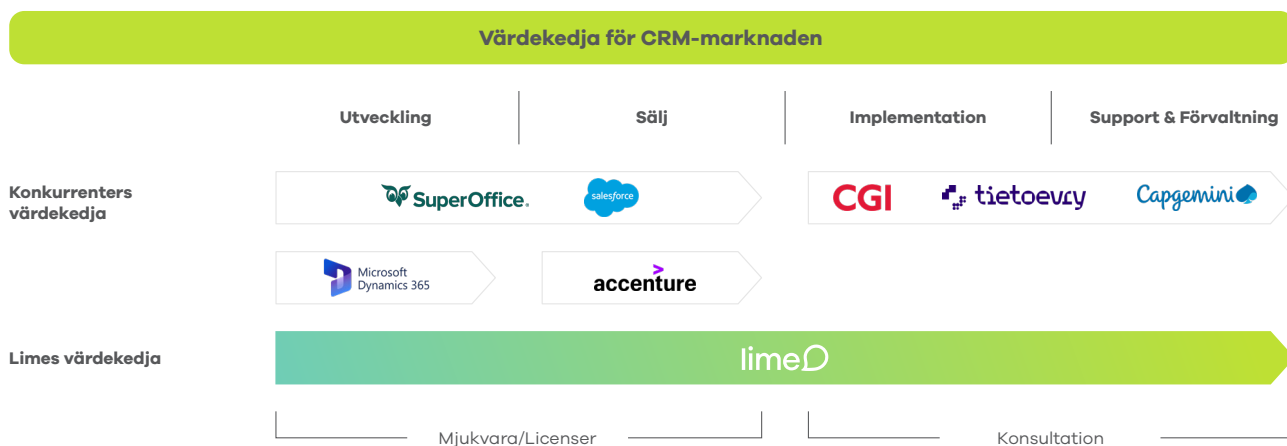 Värdekedja för CRM-marknaden
Utveckling
Sälj
Implementation
Support & Förvaltning
Konkurrenters
värdekedja
SuperOffice.
salesforce
CGI
tietoevry
Capgemini
Microsoft
Dynamics 365
accenture
Limes värdekedja
lime
Mjukvara/Licenser
Konsultation